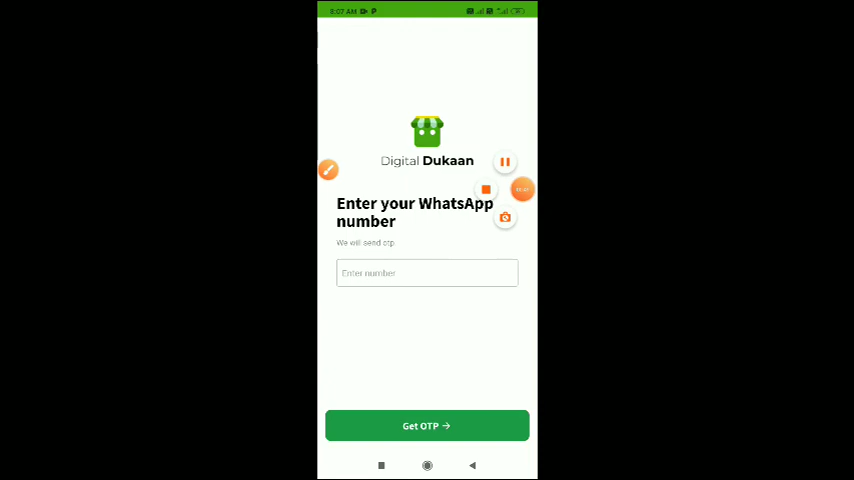 8:07 AM
Digital Dukaan
Enter your WhatsApp
number
We will send otp
Enter number
Get OTP →